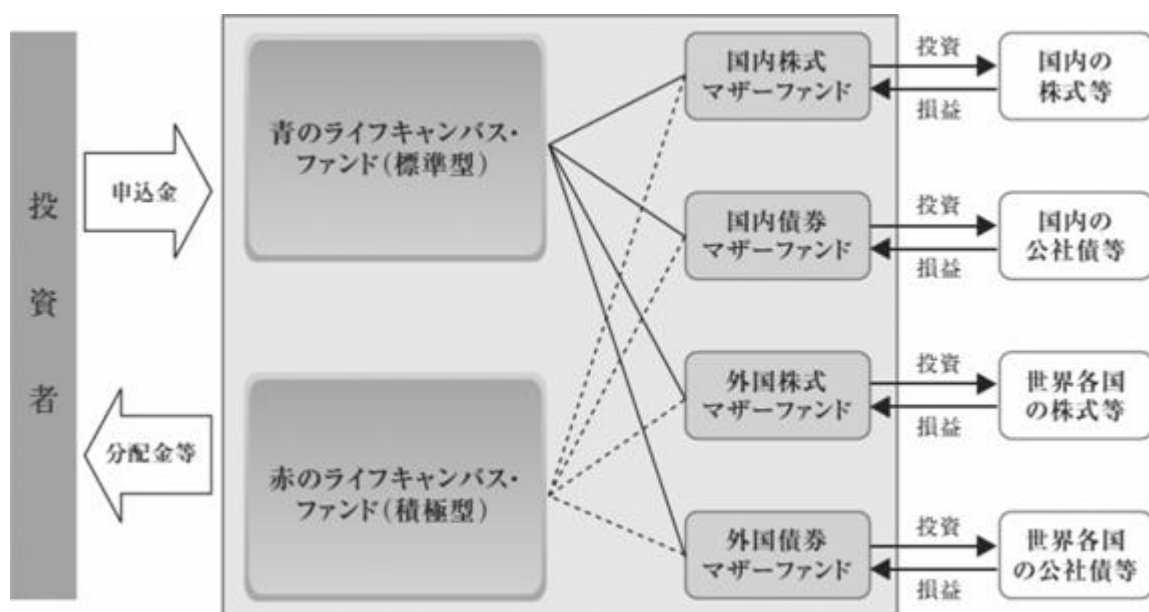 投資者
申込金
分配金等
青のライフキャンバス・
ファンド(標準型)
赤のライフキャンバス・
ファンド(積極型)
国内株式
マザーファンド
投資
損益
国内の
株式等
国内債券
マザーファンド
投資
損益
国内の
公社債等
外国株式
マザーファンド
投資
損益
世界各国
の株式等
外国債券
マザーファンド
投資
損益
世界各国
の公社債等